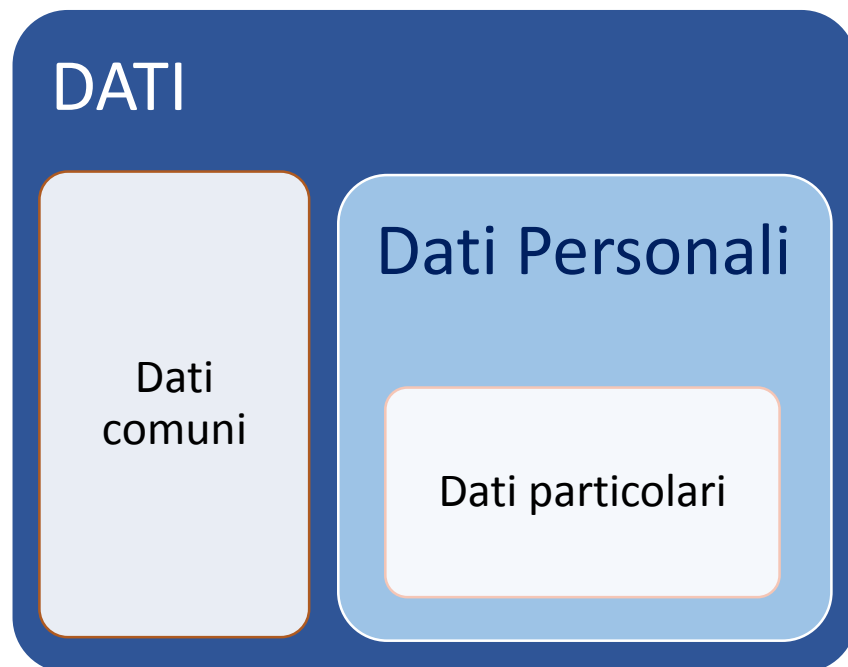 DATI
Dati
comuni
Dati Personali
Dati particolari